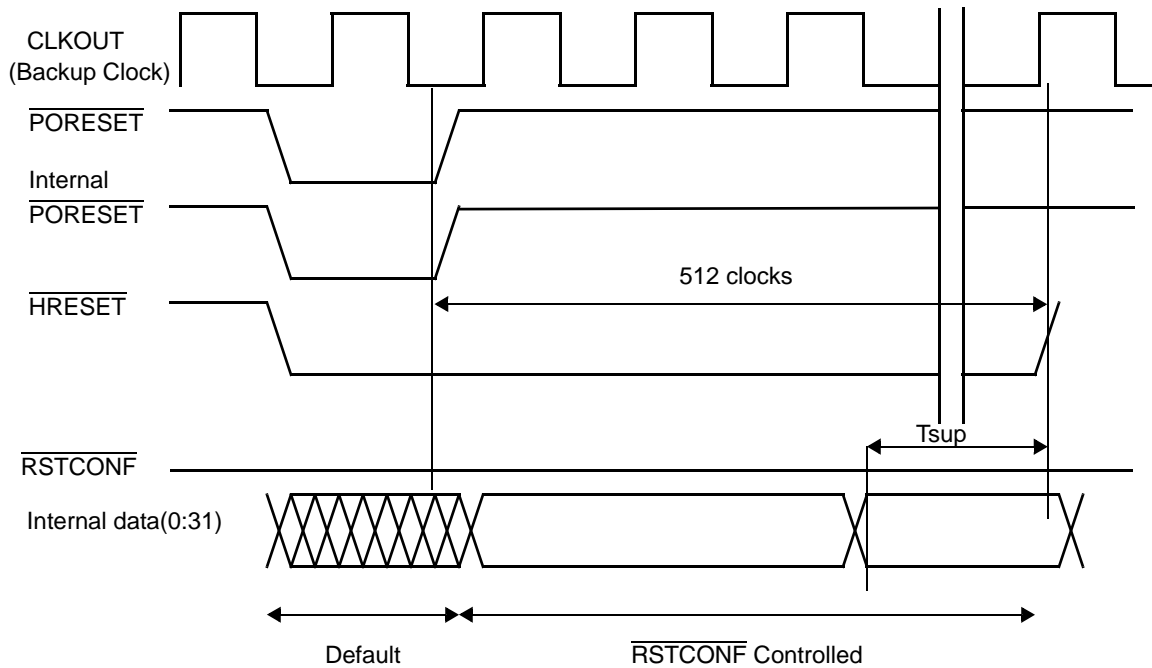 CLKOUT
(Backup Clock)
PORESET
Internal
PORESET
512 clocks
HRESET
Tsup
RSTCONF
Internal data(0:31)
Default
RSTCONF Controlled